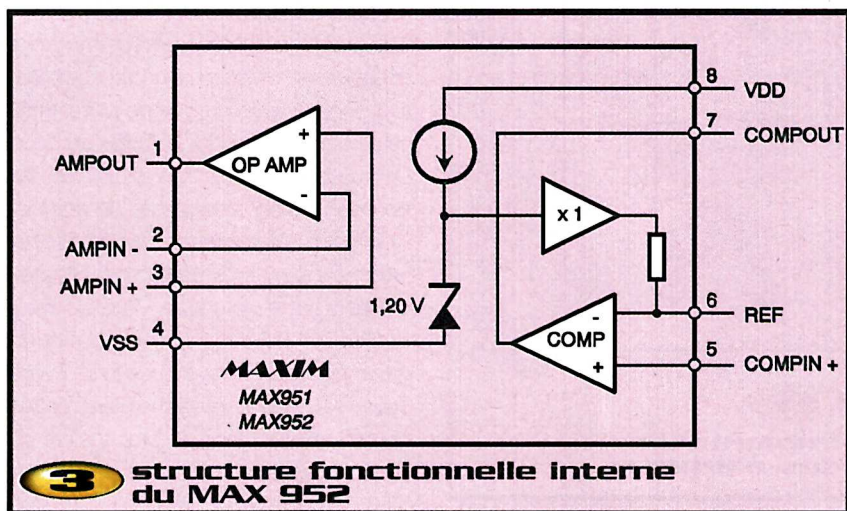 8 VDD
7 COMPOUT
AMPOUT 1
+
OP AMP
-
x 1
2
AMPIN -
3
AMPIN +
1,20 V
6 REF
-
COMP
VSS 4
5 COMPIN +
+
MAXIM
MAX951
MAX952
3 structure fonctionnelle interne
du MAX 952